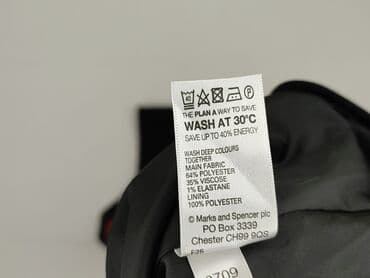 40
THE PLAN A WAY TO SAVE
WASH AT 30°C
SAVE UP TO 40% ENERGY
WASH DEEP COLOURS
TOGETHER
MAIN FABRIC
64% POLYESTER
35% VISCOSE
1% ELASTANE
LINING
100% POLYESTER
© Marks and Spencer plc
PO Box 3339
Chester CH99 9QS
0709